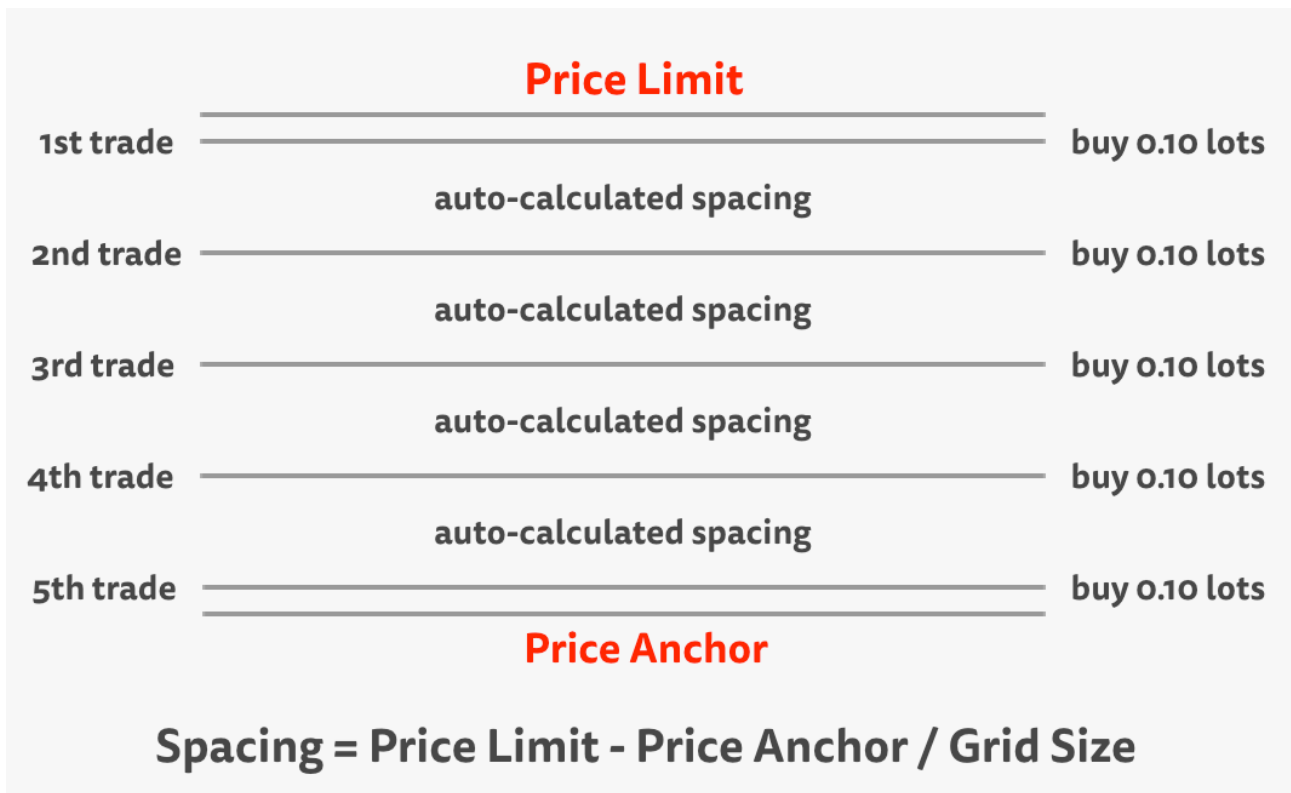 Price Limit
1st trade buy 0.10 lots
auto-calculated spacing
2nd trade buy 0.10 lots
auto-calculated spacing
3rd trade buy 0.10 lots
auto-calculated spacing
4th trade buy 0.10 lots
auto-calculated spacing
5th trade buy 0.10 lots
Price Anchor
Spacing = Price Limit - Price Anchor / Grid Size